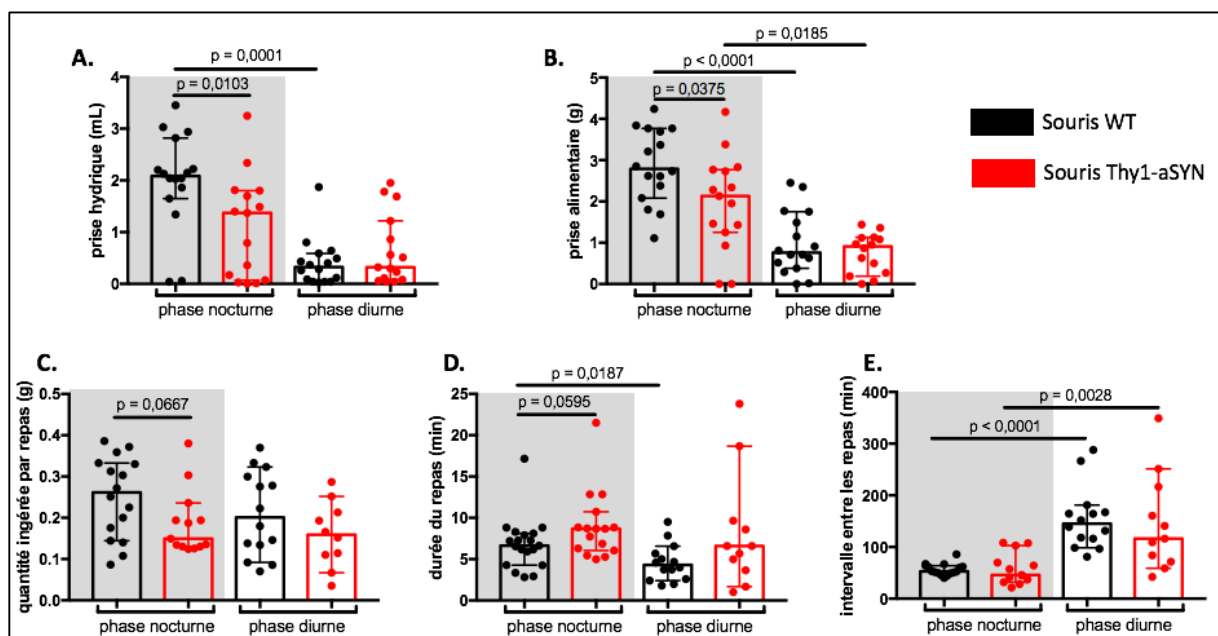 A.
p = 0,0001
p = 0,0103
prise hydrique (mL)
4
3
2
1
0
phase nocturne
phase diurne
B.
p = 0,0185
p < 0,0001
p = 0,0375
prise alimentaire (g)
5
4
3
2
1
0
phase nocturne
phase diurne
Souris WT
Souris Thy1-aSYN
C.
p = 0,0667
quantité ingérée par repas (g)
0.5
0.4
0.3
0.2
0.1
0.0
phase nocturne
phase diurne
D.
p = 0,0187
p = 0,0595
durée du repas (min)
25
20
15
10
5
0
phase nocturne
phase diurne
E.
p = 0,0028
p < 0,0001
intervalle entre les repas (min)
400
300
200
100
0
phase nocturne
phase diurne